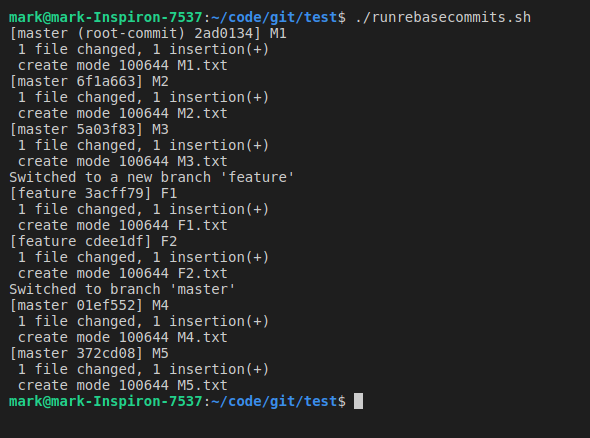 mark@mark-Inspiron-7537:~/code/git/test$ ./runrebasecommits.sh
[master (root-commit) 2ad0134] M1
 1 file changed, 1 insertion(+)
 create mode 100644 M1.txt
[master 6f1a663] M2
 1 file changed, 1 insertion(+)
 create mode 100644 M2.txt
[master 5a03f83] M3
 1 file changed, 1 insertion(+)
 create mode 100644 M3.txt
Switched to a new branch 'feature'
[feature 3acff79] F1
 1 file changed, 1 insertion(+)
 create mode 100644 F1.txt
[feature cdee1df] F2
 1 file changed, 1 insertion(+)
 create mode 100644 F2.txt
Switched to branch 'master'
[master 01ef552] M4
 1 file changed, 1 insertion(+)
 create mode 100644 M4.txt
[master 372cd08] M5
 1 file changed, 1 insertion(+)
 create mode 100644 M5.txt
mark@mark-Inspiron-7537:~/code/git/test$